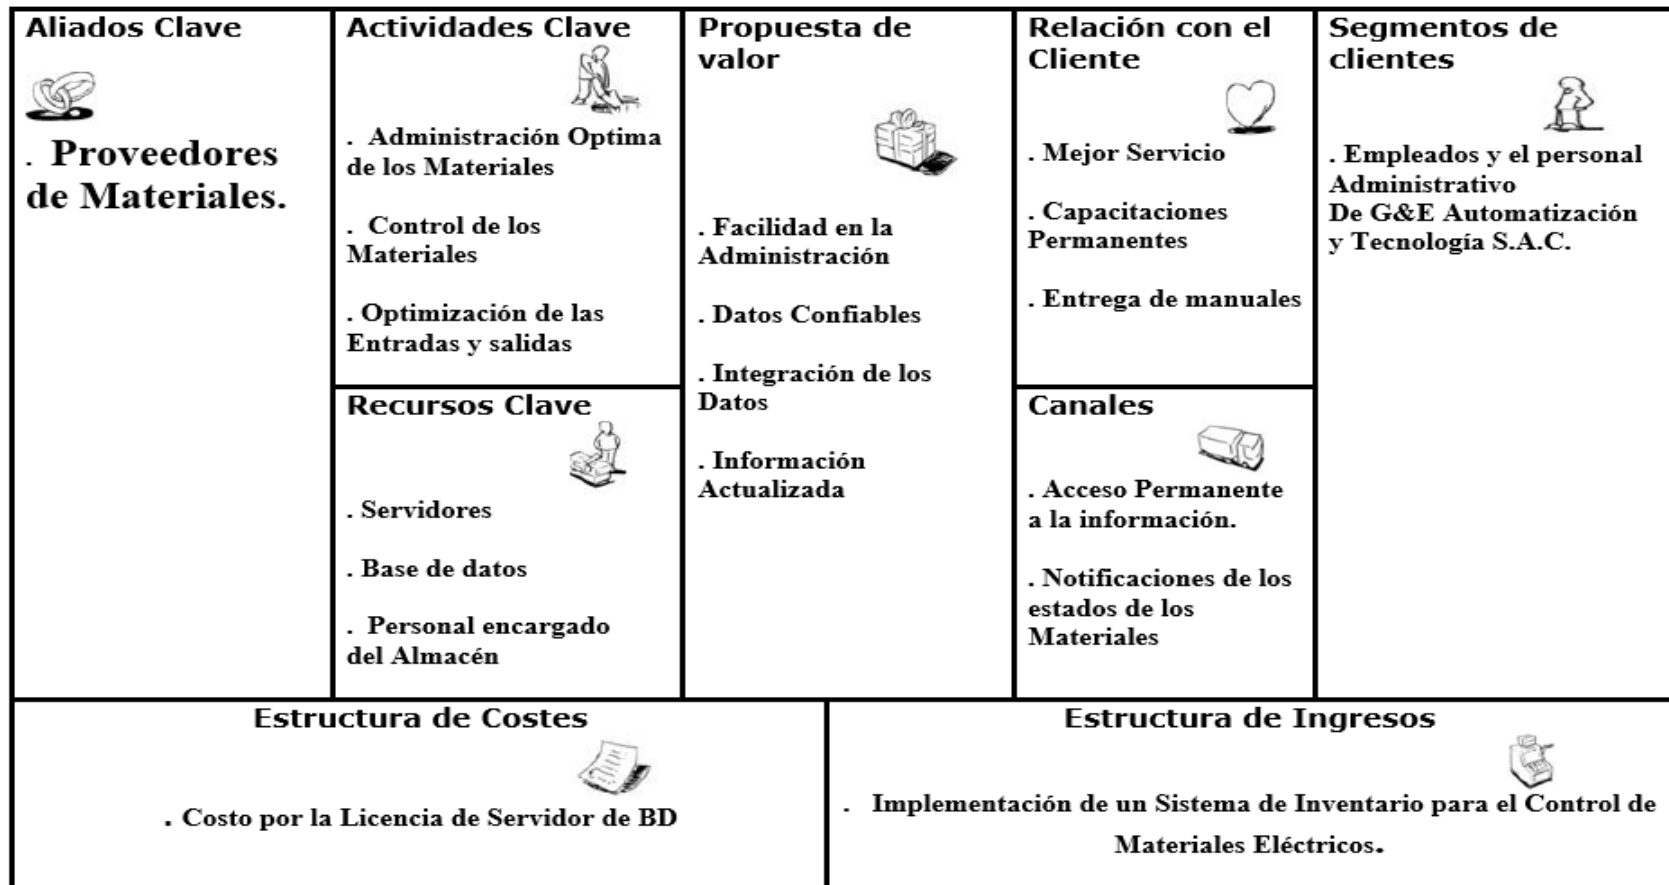 Aliados Clave
. Proveedores
de Materiales.
Actividades Clave
. Administración Optima
de los Materiales
. Control de los
Materiales
. Optimización de las
Entradas y salidas
Recursos Clave
. Servidores
. Base de datos
. Personal encargado
del Almacén
Propuesta de
valor
. Facilidad en la
Administración
. Datos Confiables
. Integración de los
Datos
. Información
Actualizada
Relación con el
Cliente
. Mejor Servicio
. Capacitaciones
Permanentes
. Entrega de manuales
Canales
. Acceso Permanente
a la información.
. Notificaciones de los
estados de los
Materiales
Segmentos de
clientes
. Empleados y el personal
Administrativo
De G&E Automatización
y Tecnología S.A.C.
Estructura de Costes
. Costo por la Licencia de Servidor de BD
Estructura de Ingresos
. Implementación de un Sistema de Inventario para el Control de
Materiales Eléctricos.